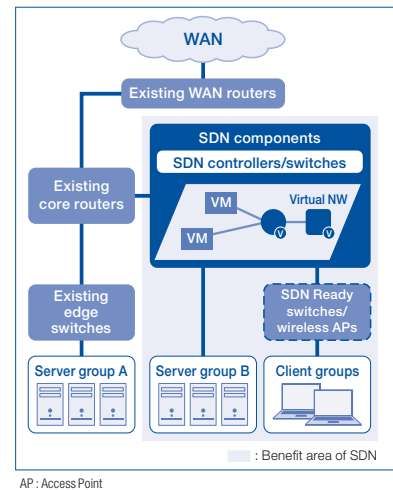 WAN
Existing WAN routers
SDN components
SDN controllers/switches
Existing
core routers
VM
Virtual NW
V
V
VM
Existing
edge
switches
SDN Ready
switches/
wireless APs
Server group A
Server group B
Client groups
: Benefit area of SDN
AP : Access Point